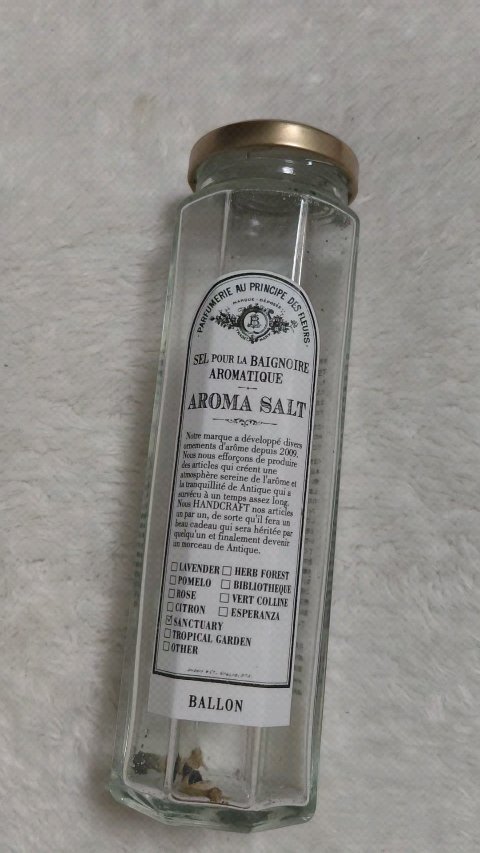 PARFUMERIE AU PRINCIPE DES FLEURS
MARQUE DÉPOSÉE
SEL POUR LA BAIGNOIRE
AROMATIQUE
AROMA SALT
Notre marque a développé divers
ornements d'arôme depuis 2009.
Nous nous efforçons de produire
des articles qui créent une
atmosphère sereine de l'arôme et
la tranquillité de Antique qui a
survécu à un temps assez long.
Nous HANDCRAFT nos articles
un par un, de sorte qu'il fera un
beau cadeau qui sera héritée par
quelqu'un et finalement devenir
un morceau de Antique.
LAVENDER HERB FOREST
POMELO BIBLIOTHEQUE
ROSE VERT COLLINE
CITRON ESPERANZA
SANCTUARY
TROPICAL GARDEN
OTHER
BALLON